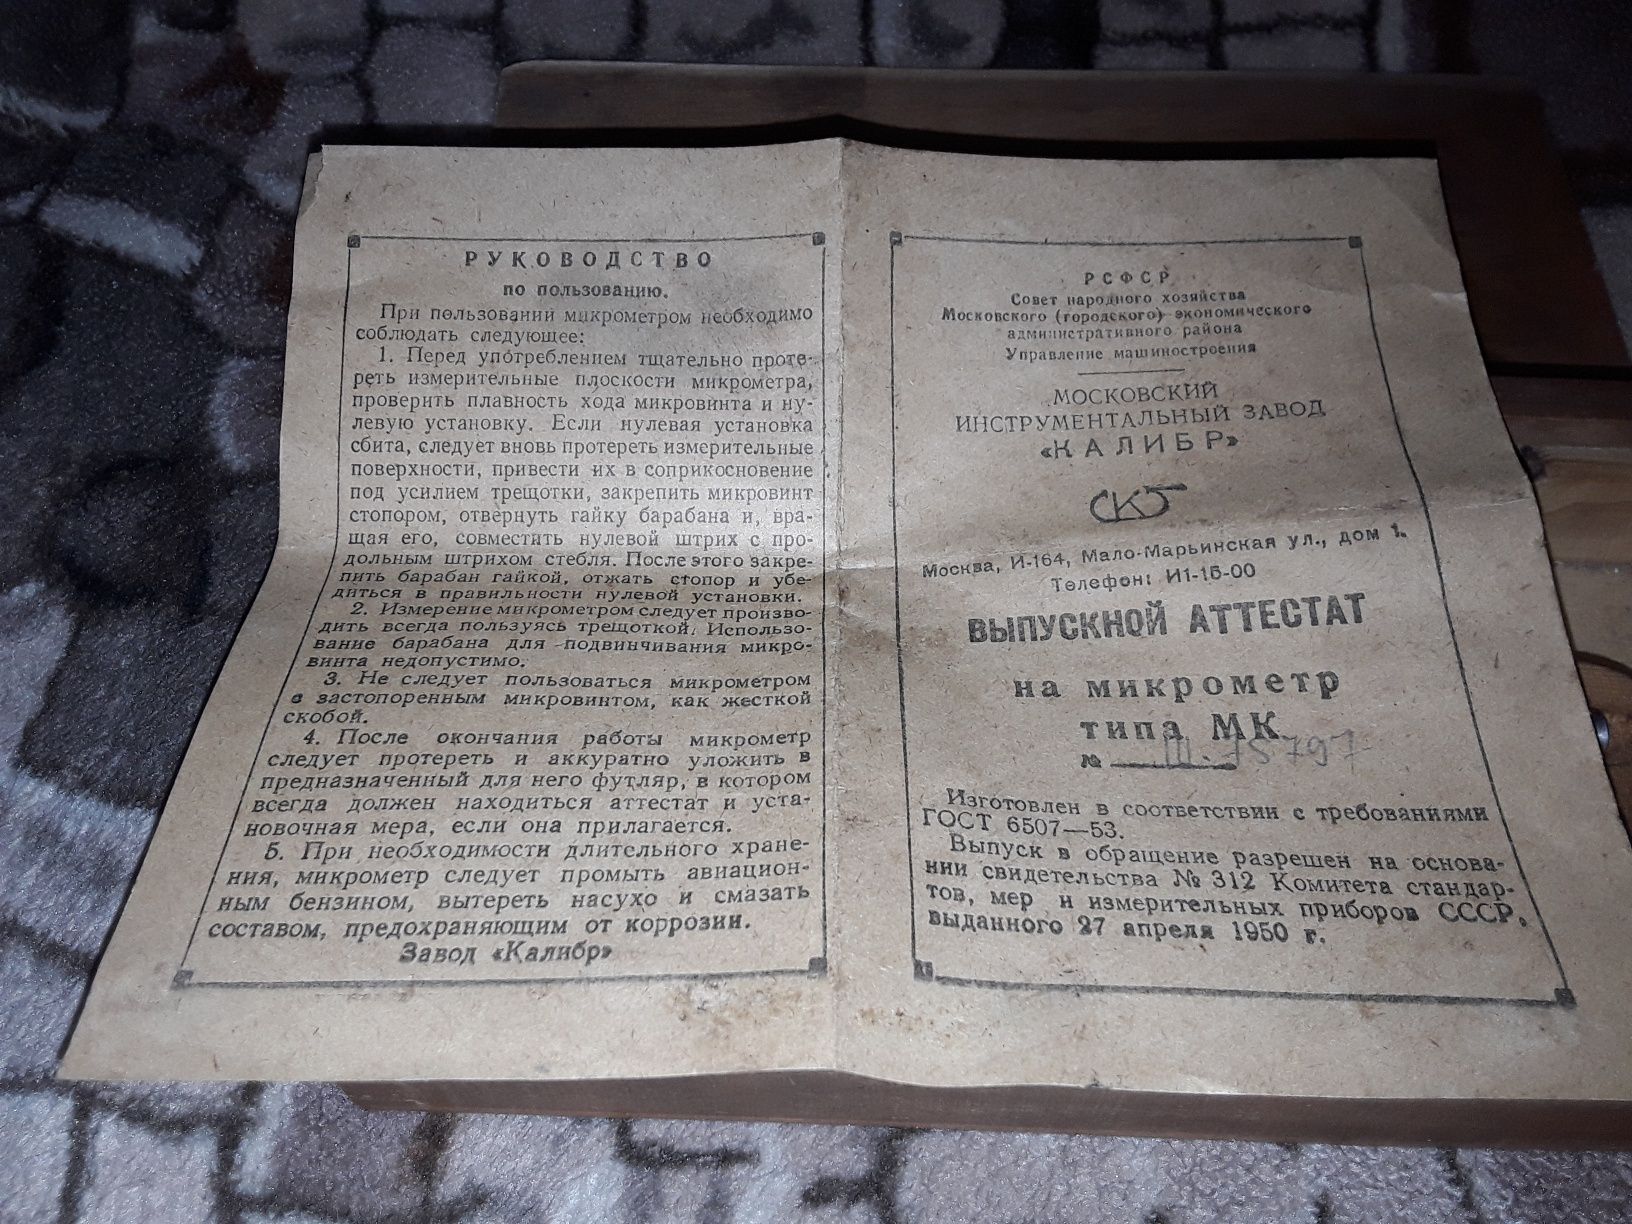 РУКОВОДСТВО
по пользованию.
При пользовании микрометром необходимо
соблюдать следующее:
1. Перед употреблением тщательно проте-
реть измерительные плоскости микрометра,
проверить плавность хода микровинта и ну-
левую установку. Если нулевая установка
сбита, следует вновь протереть измерительные
поверхности, привести их в соприкосновение
под усилием трещотки, закрепить микровинт
стопором, отвернуть гайку барабана и, вра-
щая его, совместить нулевой штрих с про-
дольным штрихом стебля. После этого закре-
пить барабан гайкой, отжать стопор и убе-
диться в правильности нулевой установки.
2. Измерение микрометром следует произво-
дить всегда пользуясь трещоткой. Использо-
вание барабана для подвинчивания микро-
винта недопустимо.
3. Не следует пользоваться микрометром
с застопоренным микровинтом, как жесткой
скобой.
4. После окончания работы микрометр
следует протереть и аккуратно уложить в
предназначенный для него футляр, в котором
всегда должен находиться аттестат и уста-
новочная мера, если она прилагается.
5. При необходимости длительного хране-
ния, микрометр следует промыть авиацион-
ным бензином, вытереть насухо и смазать
составом, предохраняющим от коррозии.
Завод «Калибр»
РСФСР
Совет народного хозяйства
Московского (городского) экономического
административного района
Управление машиностроения
МОСКОВСКИЙ
ИНСТРУМЕНТАЛЬНЫЙ ЗАВОД
«КАЛИБР»
Москва, И-164, Мало-Марьинская ул., дом 1.
Телефон: И1-15-00
ВЫПУСКНОЙ АТТЕСТАТ
на микрометр
типа МК
№ 75797
Изготовлен в соответствии с требованиями
ГОСТ 6507—53.
Выпуск в обращение разрешен на основа-
нии свидетельства № 312 Комитета стандар-
тов, мер и измерительных приборов СССР,
выданного 27 апреля 1950 г.